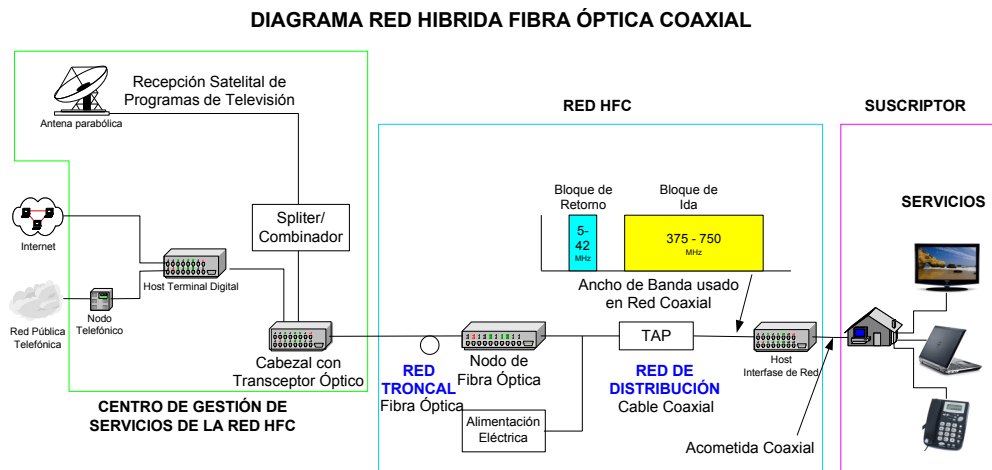 DIAGRAMA RED HIBRIDA FIBRA ÓPTICA COAXIAL
Recepción Satelital de
Programas de Televisión
Antena parabólica
Internet
Red Pública
Telefónica
Nodo
Telefónico
Host Terminal Digital
Spliter/
Combinador
Cabezal con
Transceptor Óptico
CENTRO DE GESTIÓN DE
SERVICIOS DE LA RED HFC
RED HFC
Bloque de
Retorno
Bloque de
Ida
5-
42
MHz
375 - 750
MHz
Ancho de Banda usado
en Red Coaxial
RED
TRONCAL
Fibra Óptica
Nodo de
Fibra Óptica
Alimentación
Eléctrica
TAP
RED DE
DISTRIBUCIÓN
Cable Coaxial
Host
Interfase de Red
Acometida Coaxial
SUSCRIPTOR
SERVICIOS